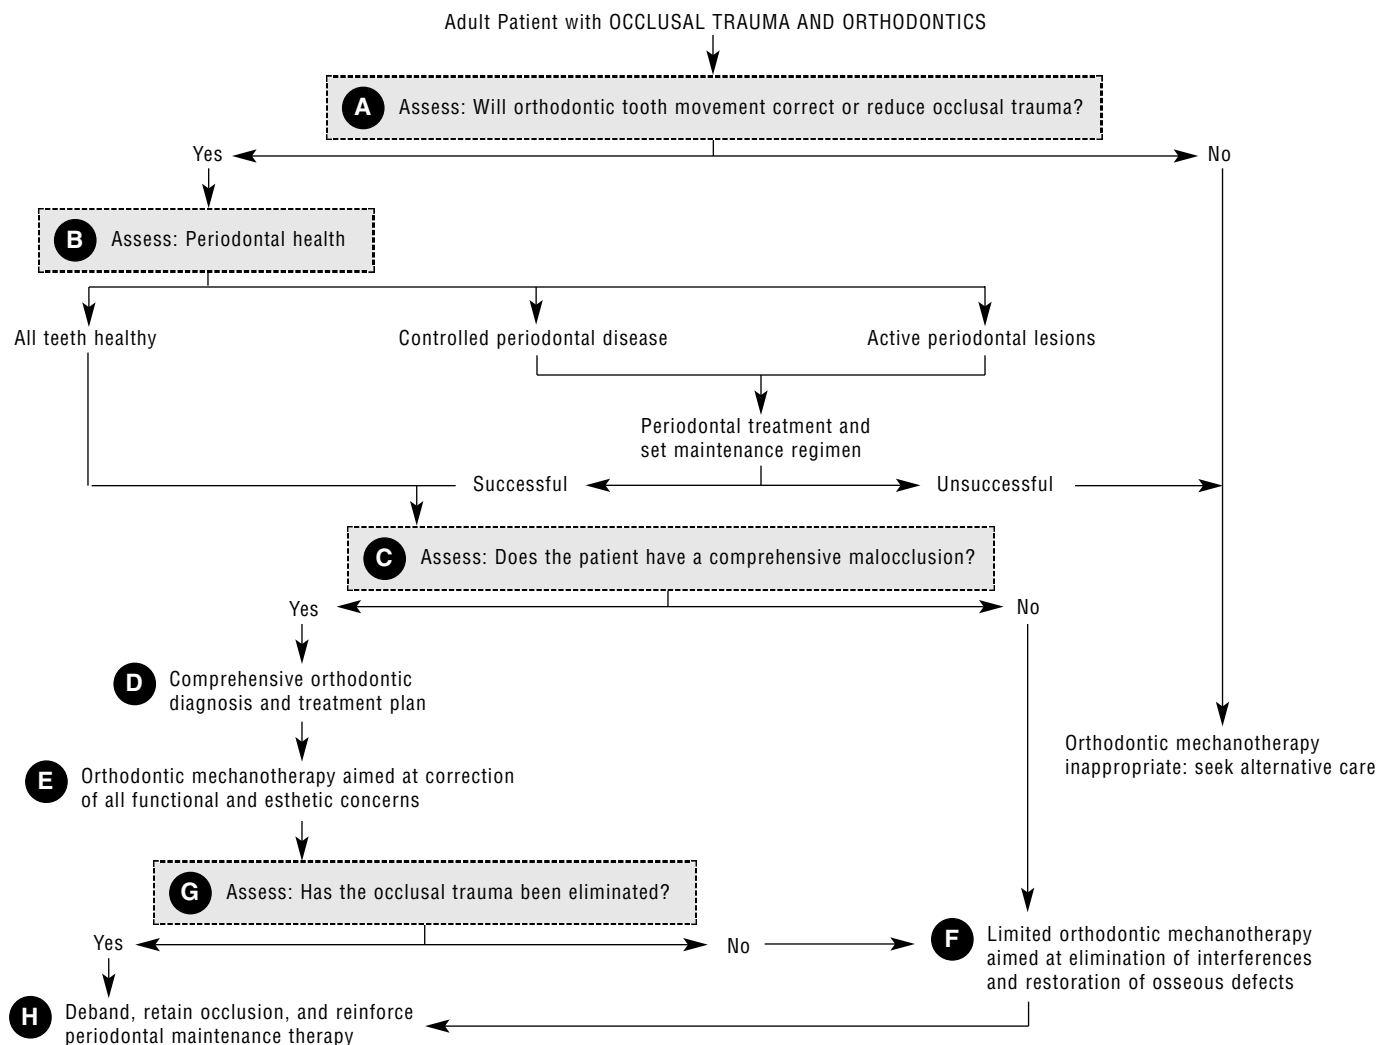 Adult Patient with OCCLUSAL TRAUMA AND ORTHODONTICS
A Assess: Will orthodontic tooth movement correct or reduce occlusal trauma?
Yes
No
B Assess: Periodontal health
All teeth healthy
Controlled periodontal disease
Active periodontal lesions
Periodontal treatment and
set maintenance regimen
Successful
Unsuccessful
C Assess: Does the patient have a comprehensive malocclusion?
Yes
No
D Comprehensive orthodontic
diagnosis and treatment plan
Orthodontic mechanotherapy
inappropriate: seek alternative care
E Orthodontic mechanotherapy aimed at correction
of all functional and esthetic concerns
G Assess: Has the occlusal trauma been eliminated?
Yes
No
F Limited orthodontic mechanotherapy
aimed at elimination of interferences
and restoration of osseous defects
H Deband, retain occlusion, and reinforce
periodontal maintenance therapy